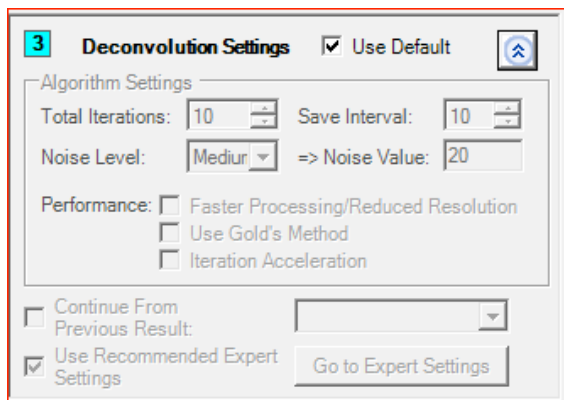 3 Deconvolution Settings Use Default
Algorithm Settings
Total Iterations: 10 Save Interval: 10
Noise Level: Mediur => Noise Value: 20
Performance: Faster Processing/Reduced Resolution
Use Gold's Method
Iteration Acceleration
Continue From
Previous Result:
Use Recommended Expert
Settings
Go to Expert Settings